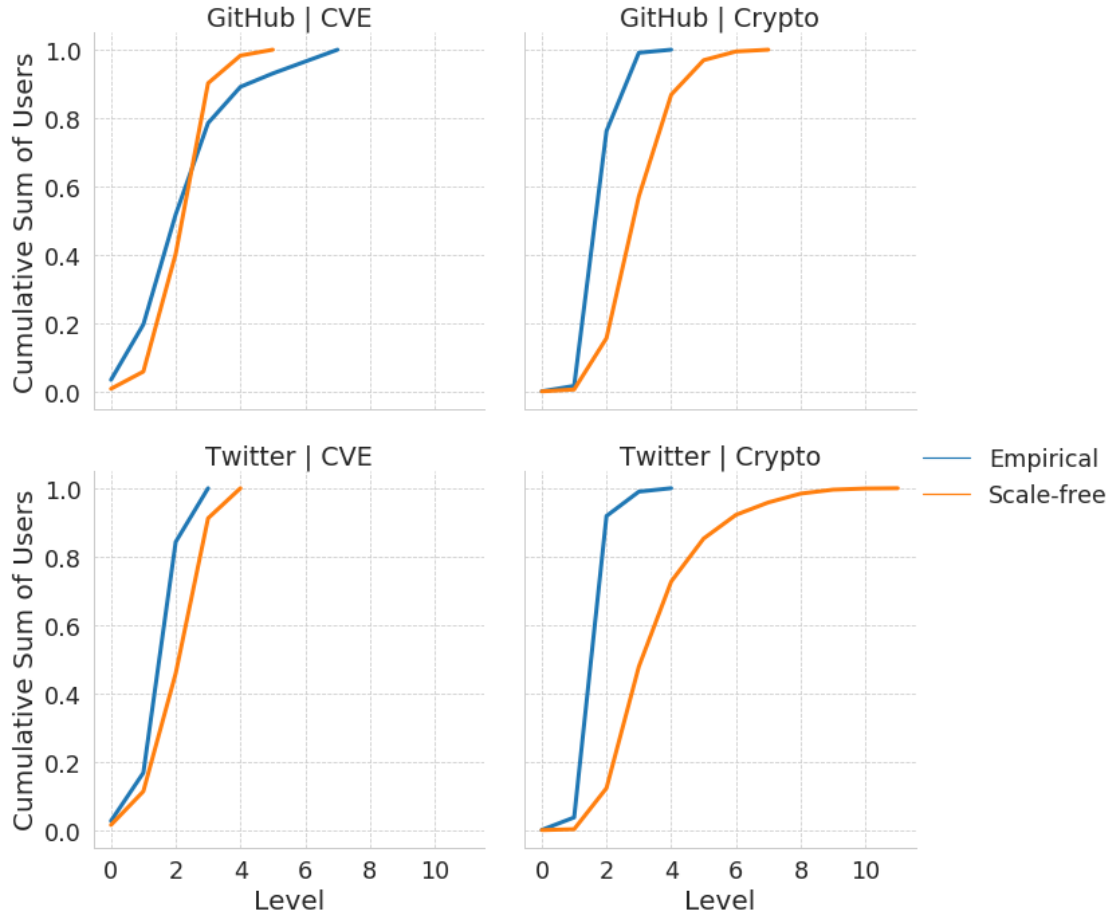 GitHub | CVE
GitHub | Crypto
Cumulative Sum of Users
1.0
0.8
0.6
0.4
0.2
0.0
Twitter | CVE
Twitter | Crypto
Cumulative Sum of Users
1.0
0.8
0.6
0.4
0.2
0.0
0 2 4 6 8 10
0 2 4 6 8 10
Level
Level
Empirical
Scale-free